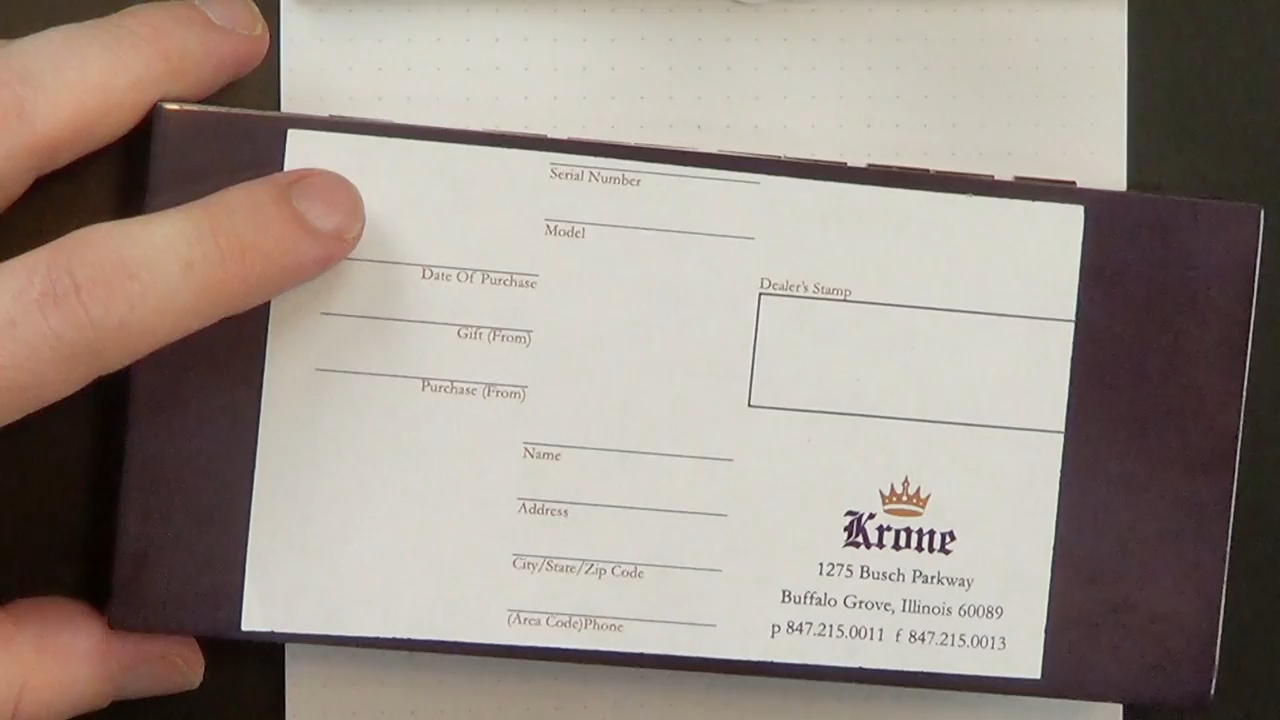 Serial Number
Model
Date Of Purchase
Gift (From)
Purchase (From)
Dealer's Stamp
Name
Address
City/State/Zip Code
(Area Code)Phone
Krone
1275 Busch Parkway
Buffalo Grove, Illinois 60089
p 847.215.0011 f 847.215.0013